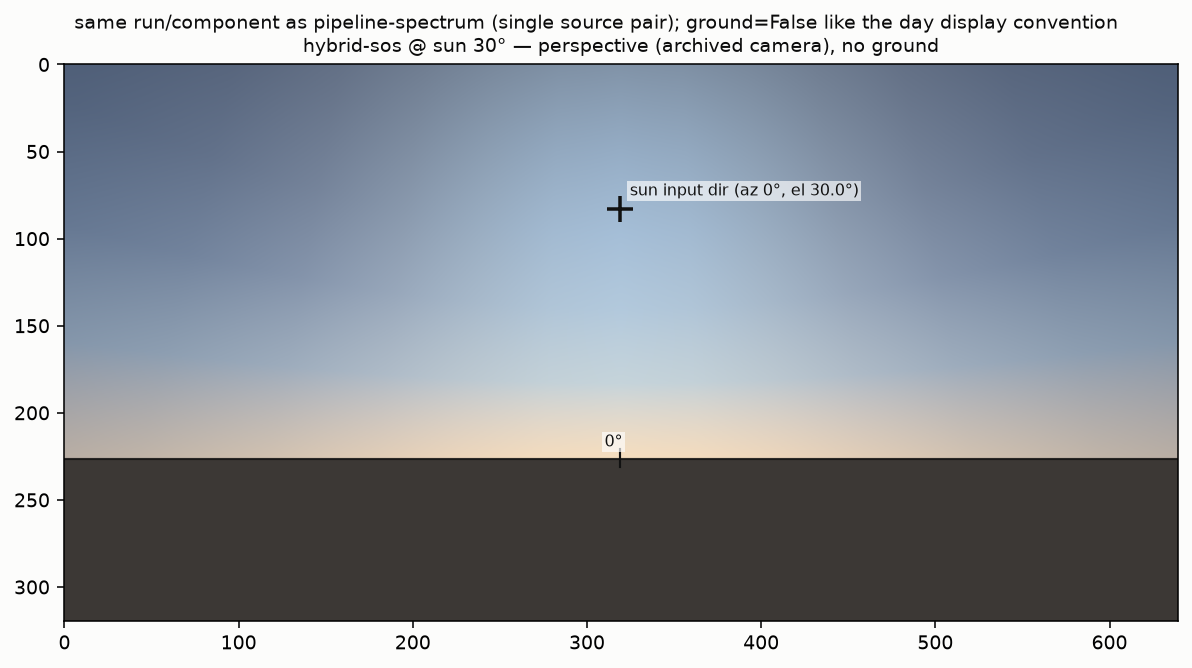 same run/component as pipeline-spectrum (single source pair); ground=False like the day display convention
hybrid-sos @ sun 30° — perspective (archived camera), no ground
0
50
100
150
200
250
300
sun input dir (az 0°, el 30.0°)
0°
0 100 200 300 400 500 600